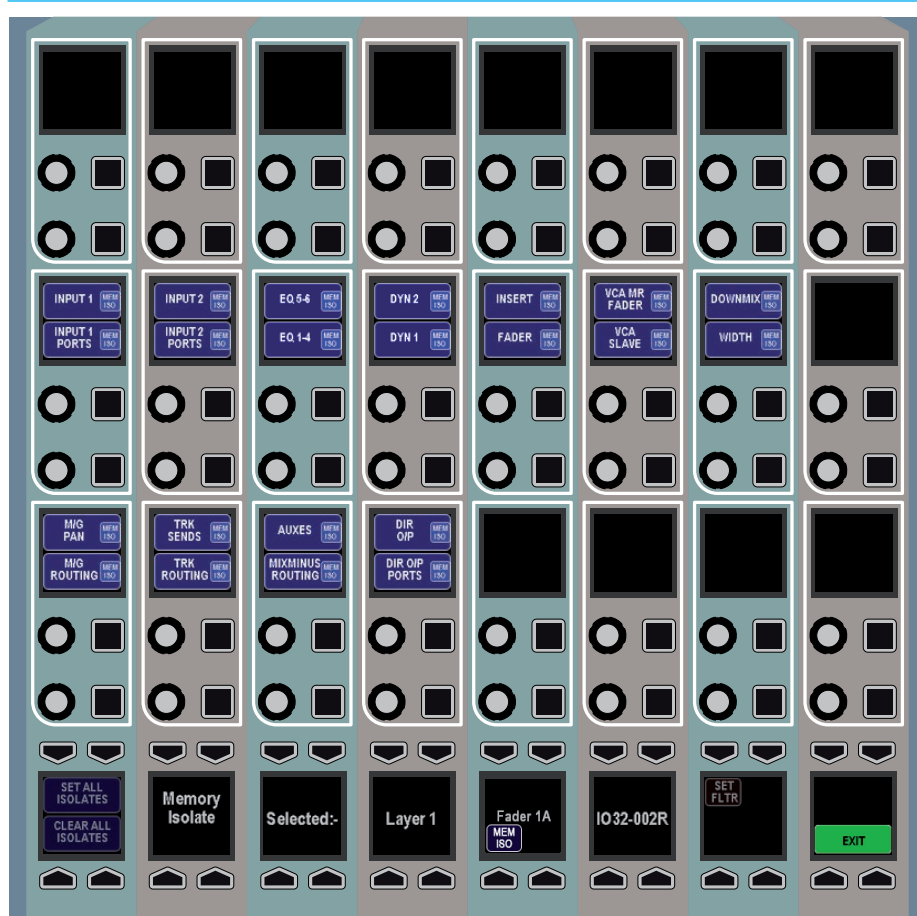 INPUT 1 MEM ISO
INPUT 1 PORTS MEM ISO
INPUT 2 MEM ISO
INPUT 2 PORTS MEM ISO
EQ 5-6 MEM ISO
EQ 1-4 MEM ISO
DYN 2 MEM ISO
DYN 1 MEM ISO
INSERT MEM ISO
FADER MEM ISO
VCA MR FADER MEM ISO
VCA SLAVE MEM ISO
DOWNMIX MEM ISO
WIDTH MEM ISO
M/G PAN MEM ISO
M/G ROUTING MEM ISO
TRK SENDS MEM ISO
TRK ROUTING MEM ISO
AUXES MEM ISO
MIXMINUS ROUTING MEM ISO
DIR O/P MEM ISO
DIR O/P PORTS MEM ISO
SET ALL
ISOLATES
CLEAR ALL
ISOLATES
Memory
Isolate
Selected:-
Layer 1
Fader 1A
MEM
ISO
IO32-002R
SET
FLTR
EXIT